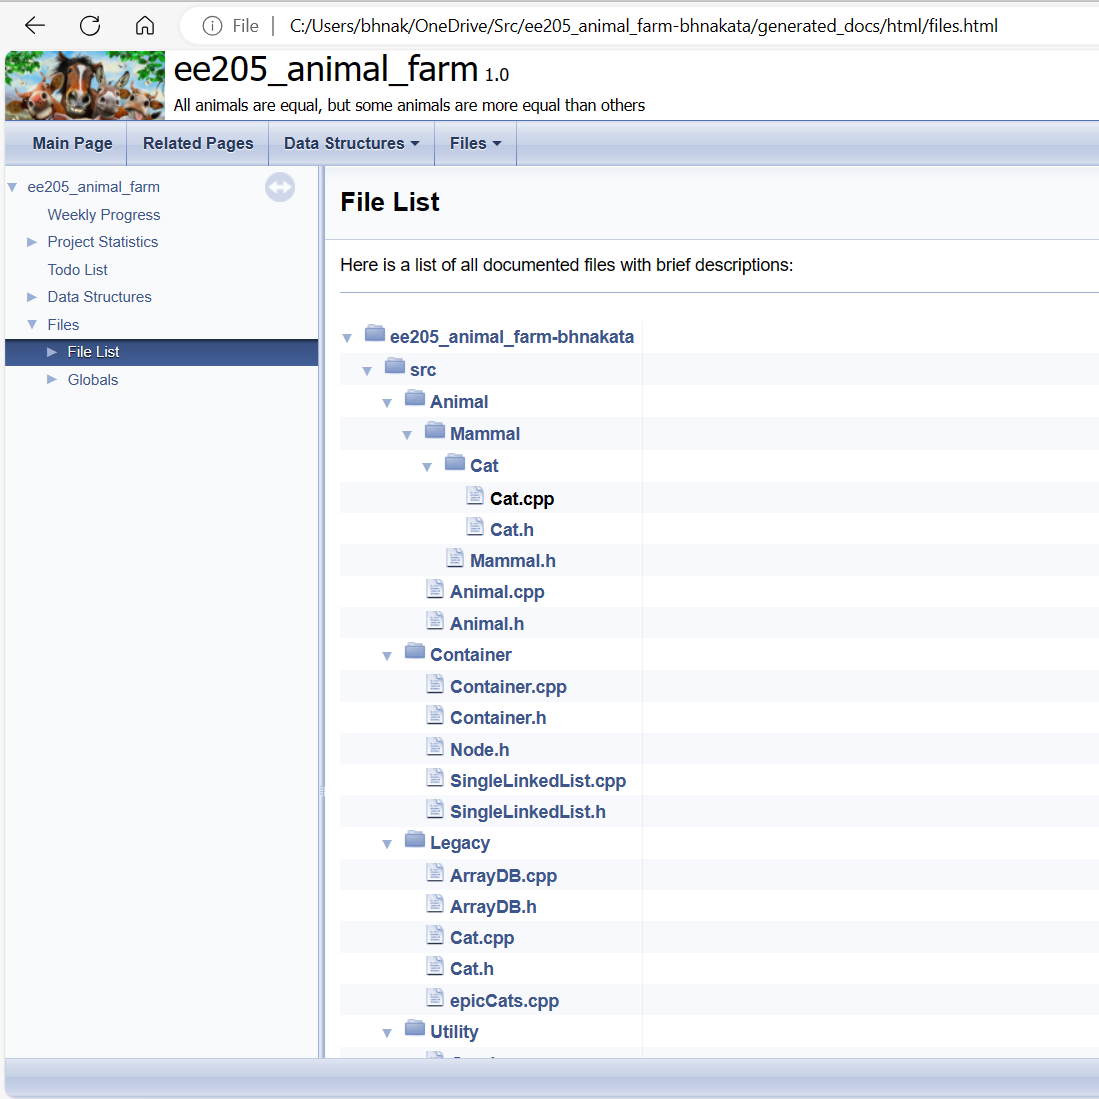 File C:/Users/bhnak/OneDrive/Src/ee205_animal_farm-bhnakata/generated_docs/html/files.html
ee205_animal_farm 1.0
All animals are equal, but some animals are more equal than others
Main Page Related Pages Data Structures Files
ee205_animal_farm
Weekly Progress
Project Statistics
Todo List
Data Structures
Files
File List
Globals
File List
Here is a list of all documented files with brief descriptions:
ee205_animal_farm-bhnakata
src
Animal
Mammal
Cat
Cat.cpp
Cat.h
Mammal.h
Animal.cpp
Animal.h
Container
Container.cpp
Container.h
Node.h
SingleLinkedList.cpp
SingleLinkedList.h
Legacy
ArrayDB.cpp
ArrayDB.h
Cat.cpp
Cat.h
epicCats.cpp
Utility